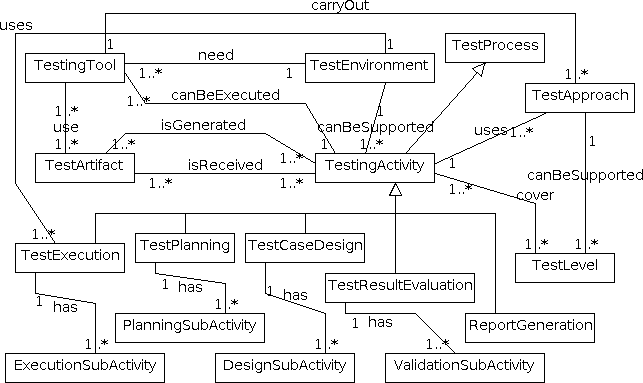 carryOut
uses
1
1
TestProcess
need
TestingTool
1..*
1
TestEnvironment
1..*
1..*
canBeExecuted
1
TestApproach
1..*
use
isGenerated
canBeSupported
uses
1..*
1
1..*
1..*
1..*
1
1..*
TestArtifact
isReceived
TestingActivity
1
canBeSupported
1..*
1..*
1..*
cover
1..*
TestPlanning
TestCaseDesign
1..*
1..*
TestExecution
TestLevel
1
has
1
has
1..*
1
has
TestResultEvaluation
PlanningSubActivity
1
has
ReportGeneration
1..*
1..*
1..*
ExecutionSubActivity
DesignSubActivity
ValidationSubActivity